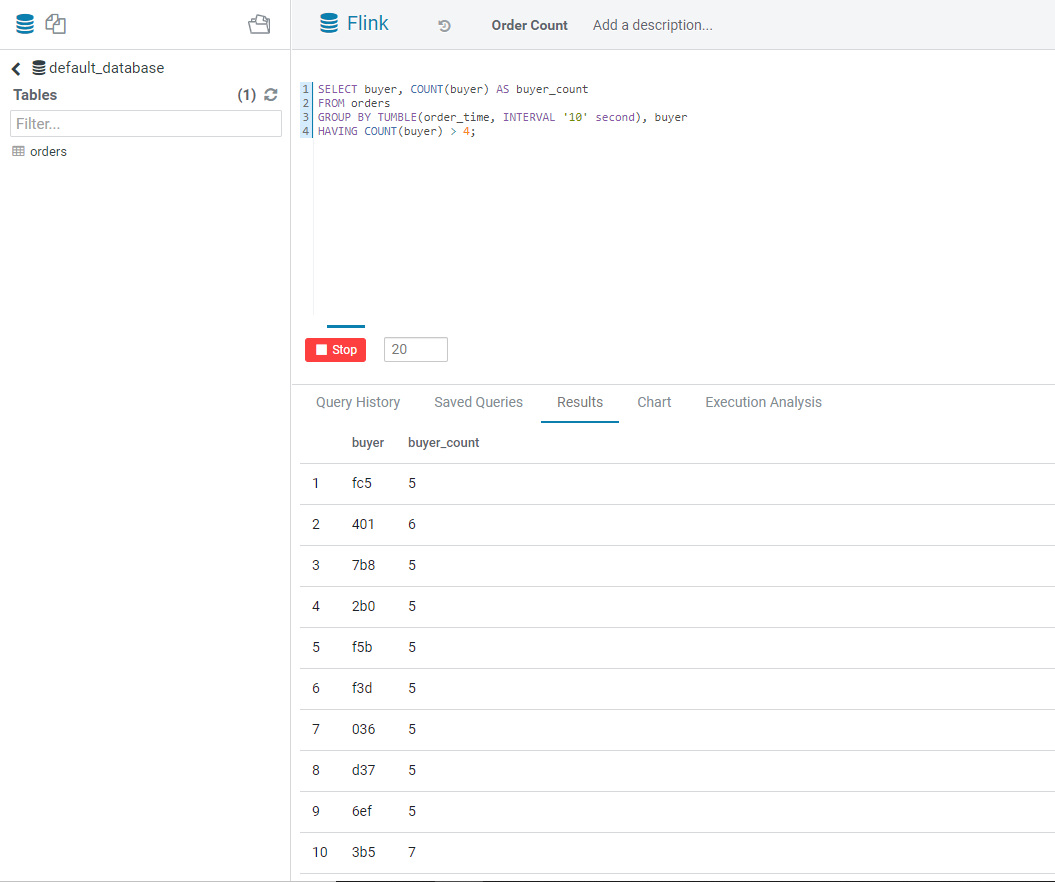 Flink
Order Count
Add a description...
default_database
Tables
(1)
Filter...
orders
1 SELECT buyer, COUNT(buyer) AS buyer_count
2 FROM orders
3 GROUP BY TUMBLE(order_time, INTERVAL '10' second), buyer
4 HAVING COUNT(buyer) > 4;
Stop
20
Query History Saved Queries Results Chart Execution Analysis
buyer buyer_count
1 fc5 5
2 401 6
3 7b8 5
4 2b0 5
5 f5b 5
6 f3d 5
7 036 5
8 d37 5
9 6ef 5
10 3b5 7